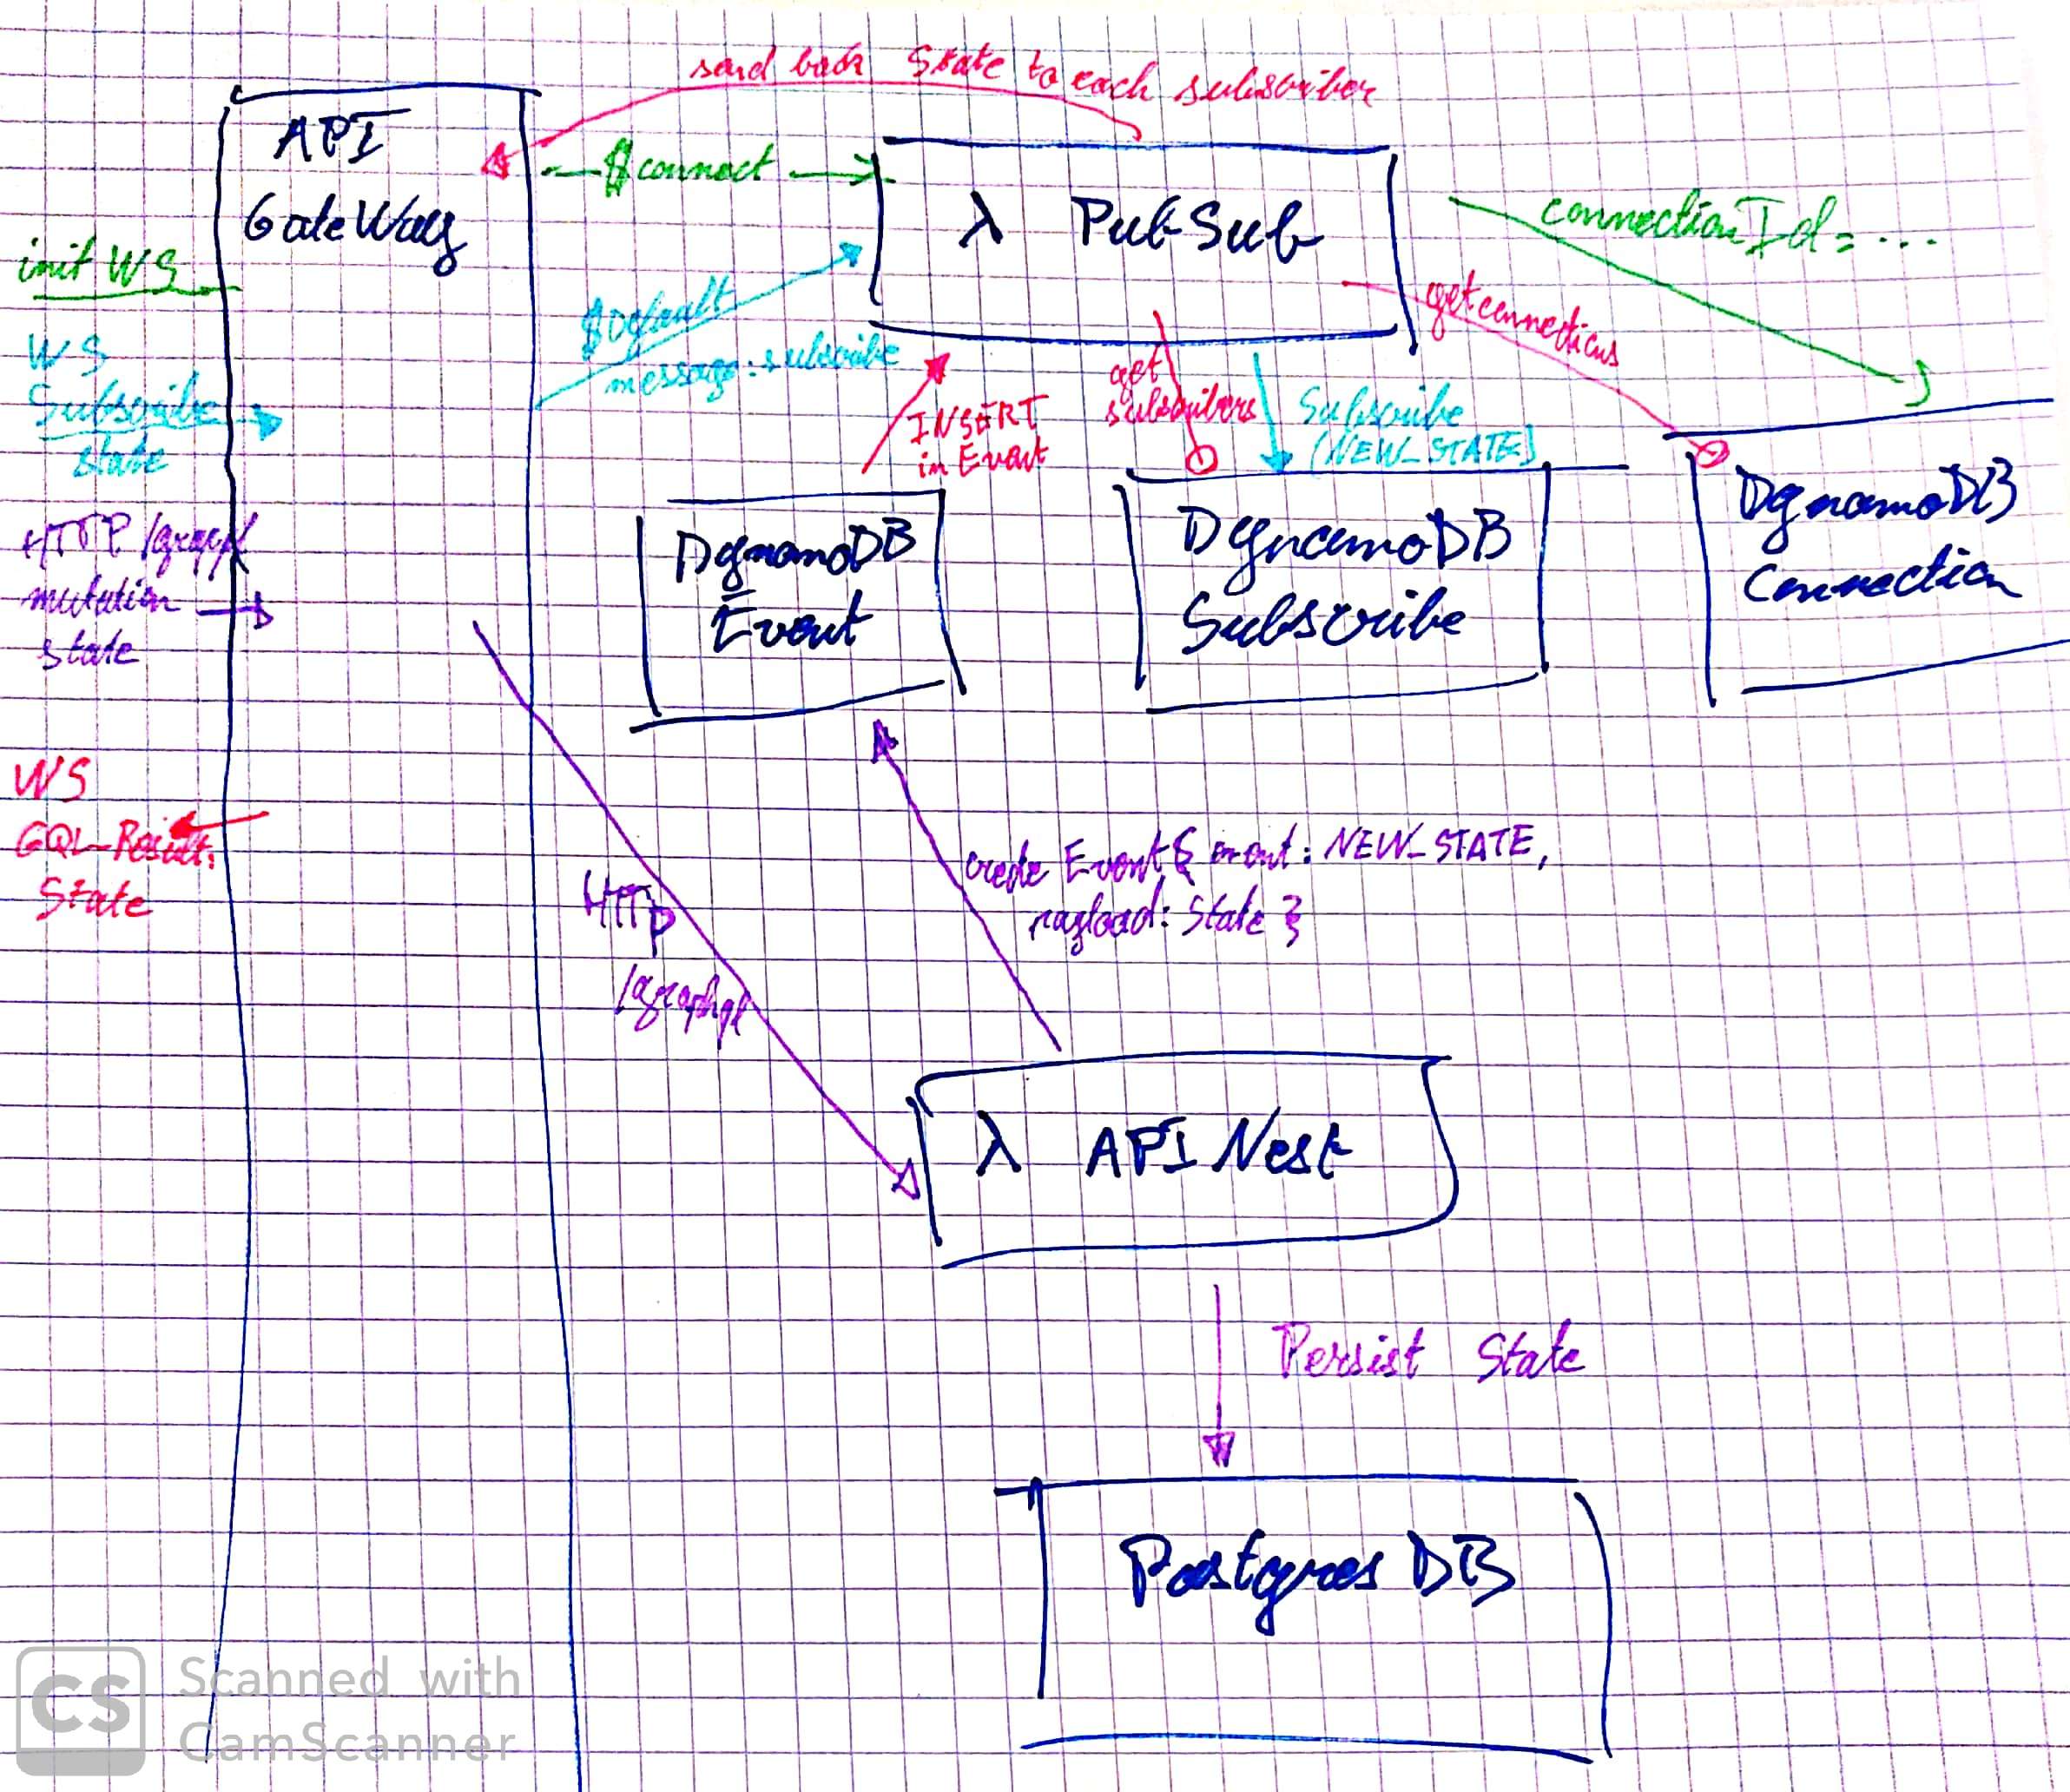 send back State to each subscriber
API
GateWay
$connect
λ PubSub
connectionId = ...
init WS
$Default
message: subscribe
get connections
WS
Subscribe
state
INSERT
in Event
get
subscribers
Subscribe
(NEW_STATE)
DynamoDB
Event
DynamoDB
Subscribe
DynamoDB
Connection
HTTP /graphql
mutation
state
WS
GQL-Result:
State
HTTP
/graphql
create Event { event: NEW_STATE,
payload: State }
λ API Nest
Persist State
Postgres DB
CS
Scanned with
CamScanner